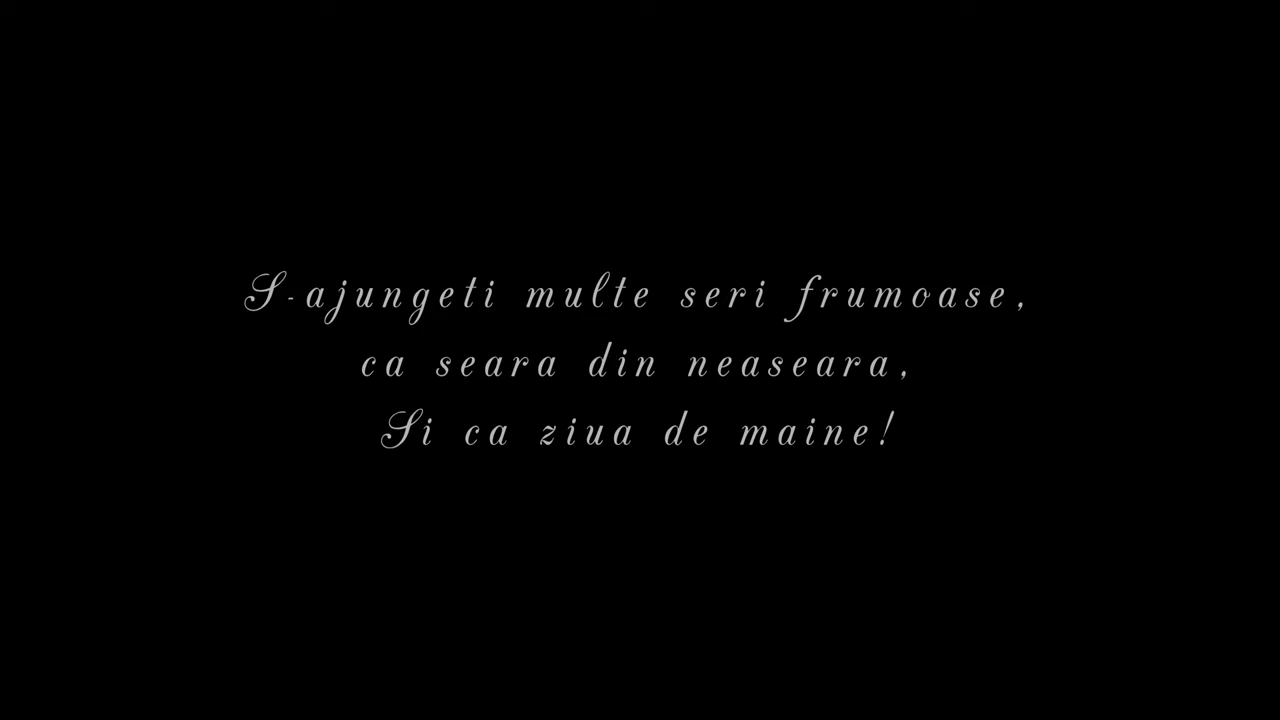 S-ajungeti multe seri frumoase,
ca seara din neaseara,
Si ca ziua de maine!